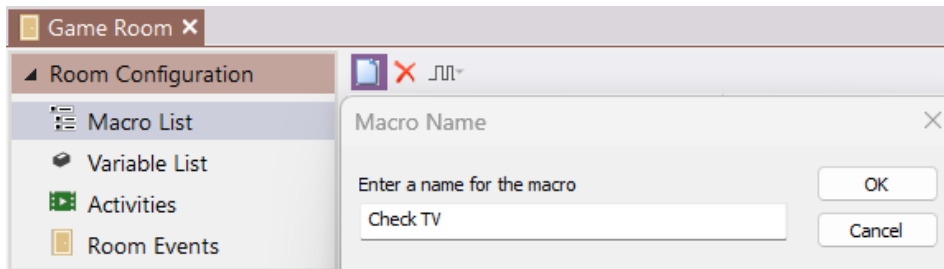 Game Room
Room Configuration
Macro List
Variable List
Activities
Room Events
Macro Name
Enter a name for the macro
Check TV
OK
Cancel